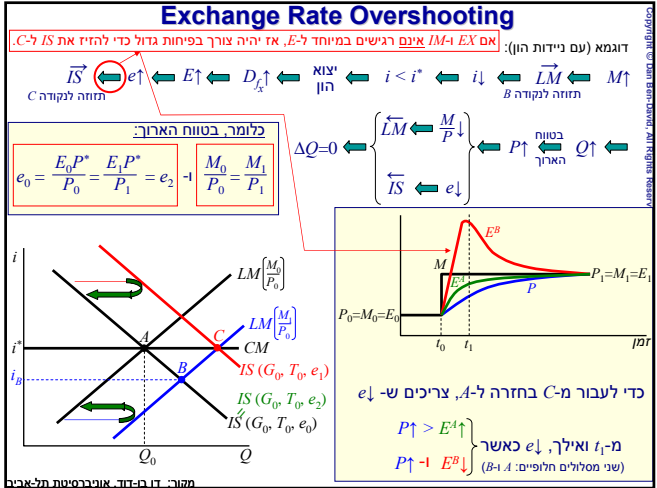 Exchange Rate Overshooting
אם EX ו-IM אינם רגישים במיוחד ל-E, אז יהיה צורך בפיחות גדול כדי להזיז את IS ל-C.
דוגמא (עם ניידות הון):
M↑ LM i↓ i < i* יצוא הון D_fx↑ E↑ e↑ IS
תזוזה לנקודה B
תזוזה לנקודה C
Q↑ בטווח הארוך P↑ M/P↓ LM ΔQ=0
e↓ IS
כלומר, בטווח הארוך:
M₀/P₀ = M₁/P₁ ו- e₀ = E₀P*/P₀ = E₁P*/P₁ = e₂
i
LM(M₀/P₀)
LM(M₁/P₀)
A
C
i*
CM
B
i_B
IS (G₀, T₀, e₁)
IS (G₀, T₀, e₂)
=
IS (G₀, T₀, e₀)
Q₀
Q
E^B
M
E^A
P
P₁=M₁=E₁
P₀=M₀=E₀
t₀
t₁
זמן
כדי לעבור מ-C בחזרה ל-A, צריכים ש- e↓
P↑ > E^A↑
מ-t₁ ואילך, e↓ כאשר
P↑ ו- E^B↓
(שני מסלולים חלופיים: A ו-B)
מקור: דן בן-דוד, אוניברסיטת תל-אביב
Copyright © Dan Ben-David, All Rights Reserv